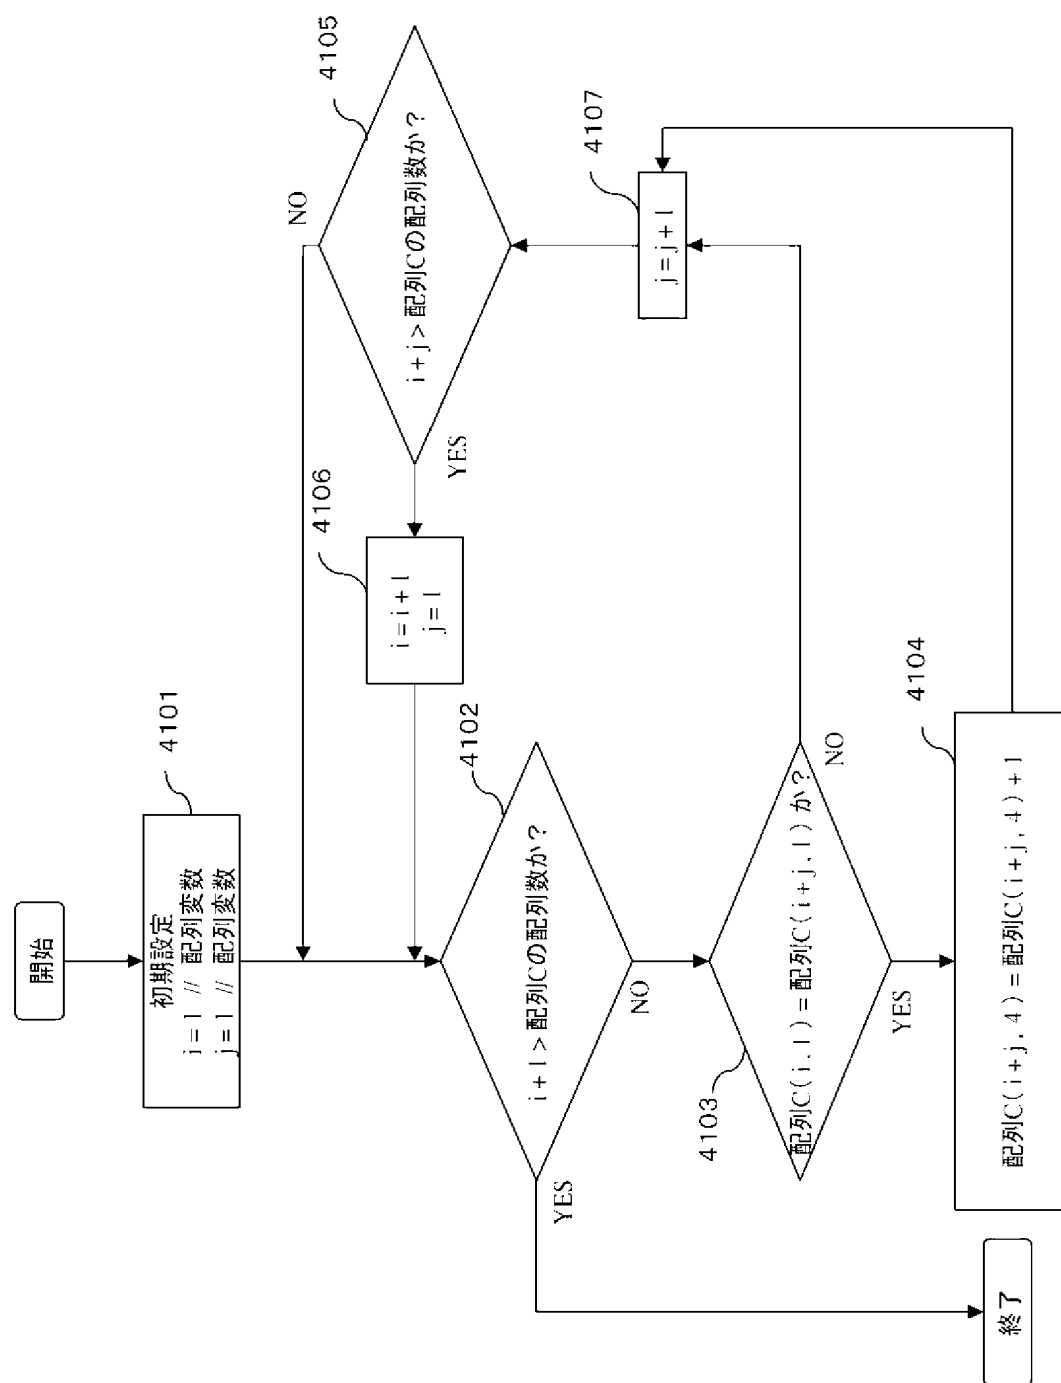 開始
4101
初期設定
i=1 // 配列変数
j=1 // 配列変数
4102
i+1>配列Cの配列数か?
YES
NO
4103
配列C(i,1)=配列C(i+j,1)か?
YES
NO
4104
配列C(i+j,4)=配列C(i+j,4)+1
4107
j=j+1
4105
i+j>配列Cの配列数か?
NO
YES
4106
i=i+1
j=1
終了